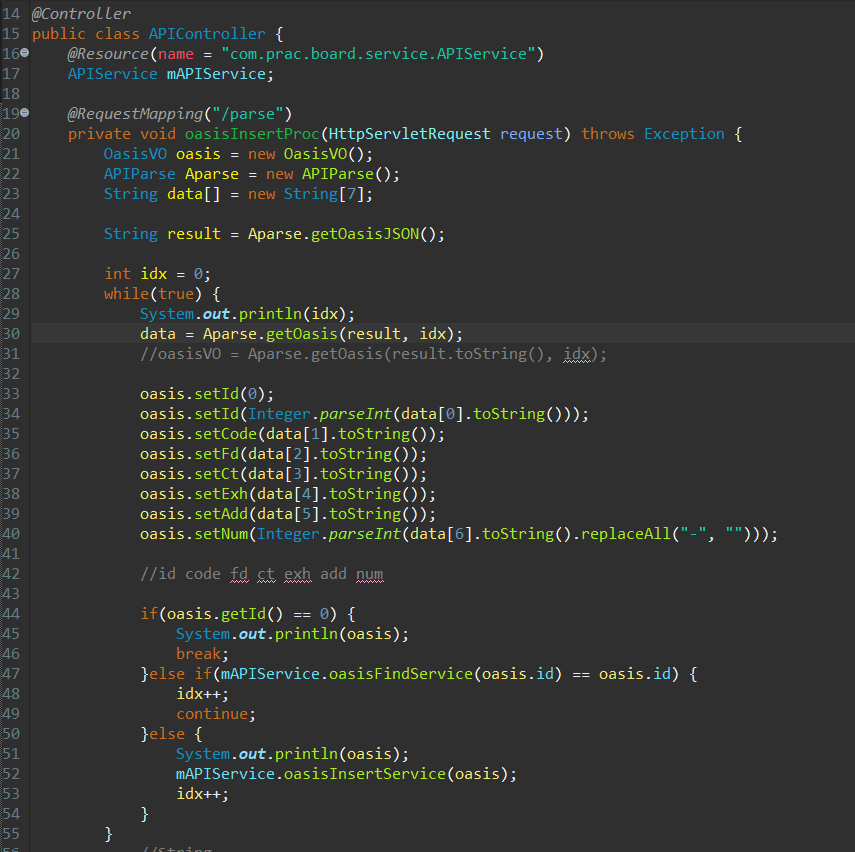 14 @Controller
15 public class APIController {
16 @Resource(name = "com.prac.board.service.APIService")
17 APIService mAPIService;
18
19 @RequestMapping("/parse")
20 private void oasisInsertProc(HttpServletRequest request) throws Exception {
21 OasisVO oasis = new OasisVO();
22 APIParse Aparse = new APIParse();
23 String data[] = new String[7];
24
25 String result = Aparse.getOasisJSON();
26
27 int idx = 0;
28 while(true) {
29 System.out.println(idx);
30 data = Aparse.getOasis(result, idx);
31 //oasisVO = Aparse.getOasis(result.toString(), idx);
32
33 oasis.setId(0);
34 oasis.setId(Integer.parseInt(data[0].toString()));
35 oasis.setCode(data[1].toString());
36 oasis.setFd(data[2].toString());
37 oasis.setCt(data[3].toString());
38 oasis.setExh(data[4].toString());
39 oasis.setAdd(data[5].toString());
40 oasis.setNum(Integer.parseInt(data[6].toString().replaceAll("-", "")));
41
42 //id code fd ct exh add num
43
44 if(oasis.getId() == 0) {
45 System.out.println(oasis);
46 break;
47 }else if(mAPIService.oasisFindService(oasis.id) == oasis.id) {
48 idx++;
49 continue;
50 }else {
51 System.out.println(oasis);
52 mAPIService.oasisInsertService(oasis);
53 idx++;
54 }
55 }
56 //String